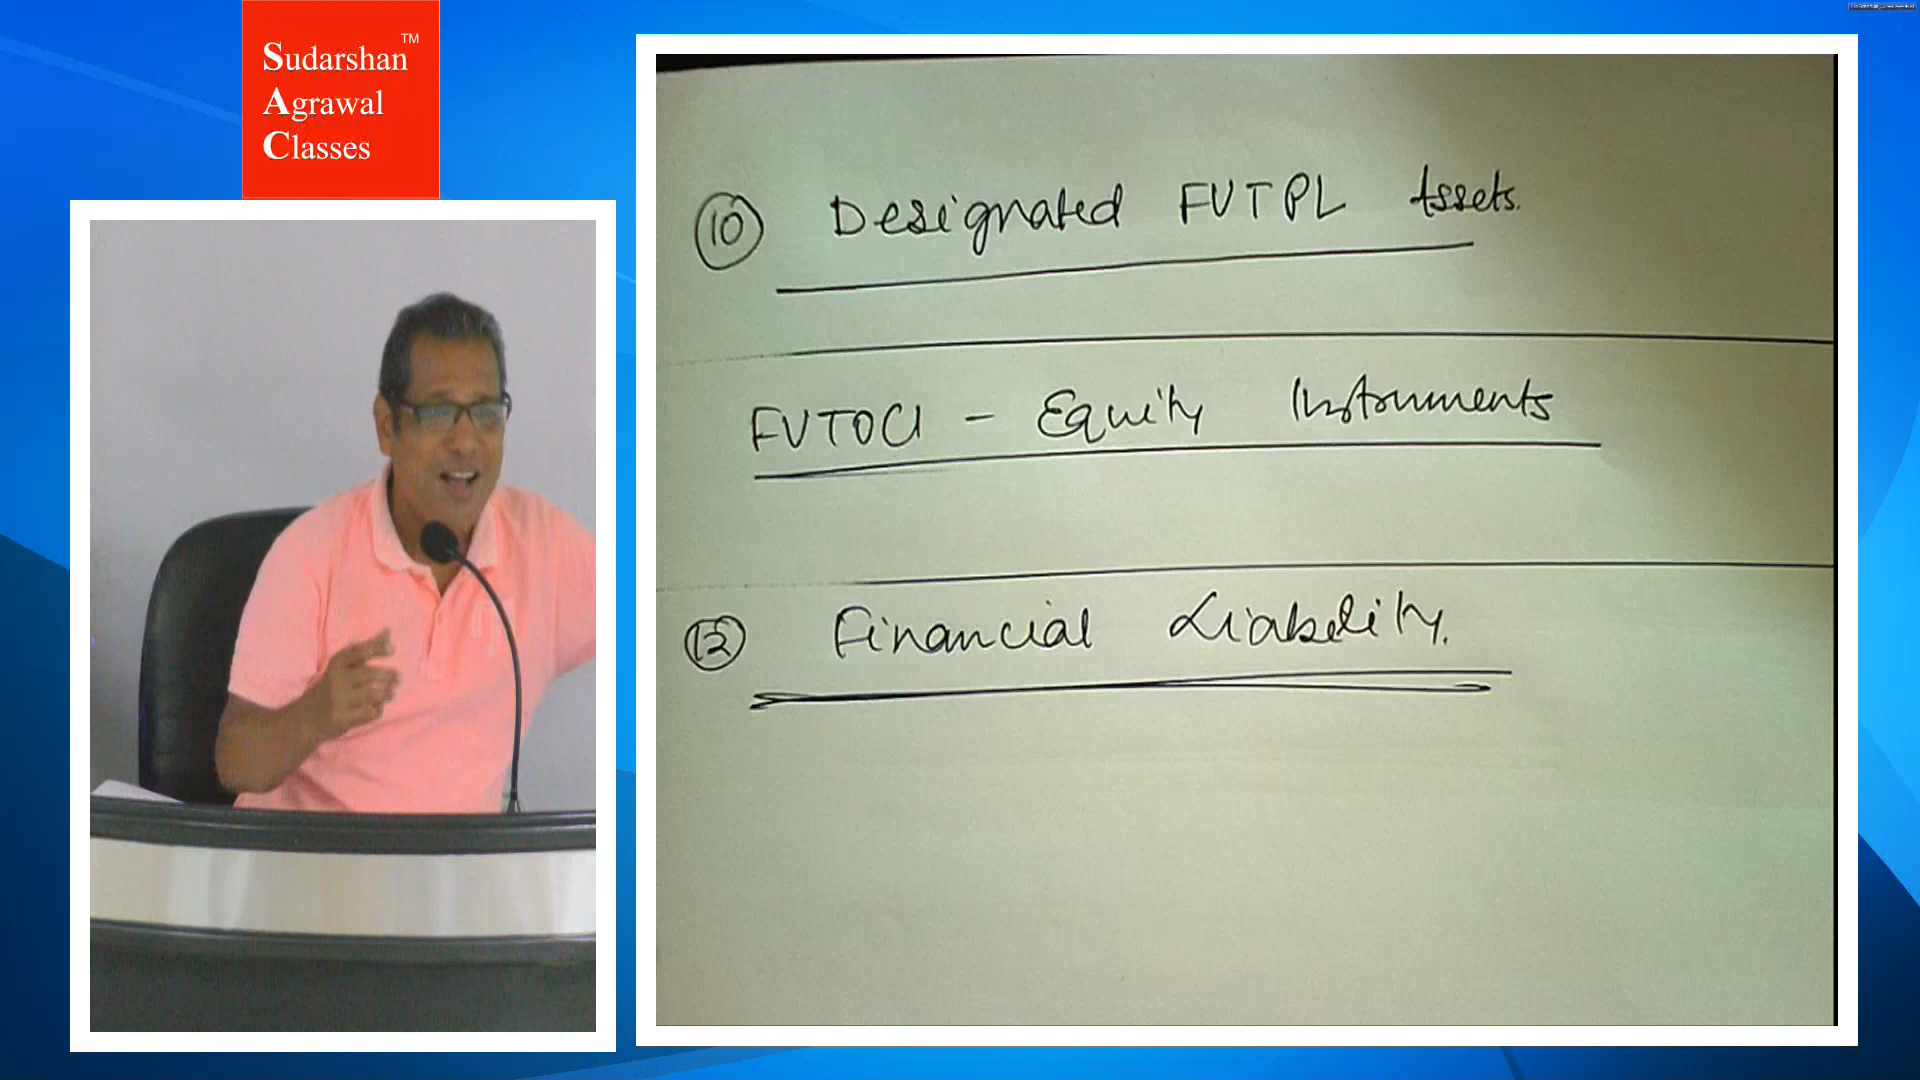 Sudarshan™
Agrawal
Classes
10 Designated FVTPL Assets.
FVTOCI - Equity Instruments
12 Financial Liability.